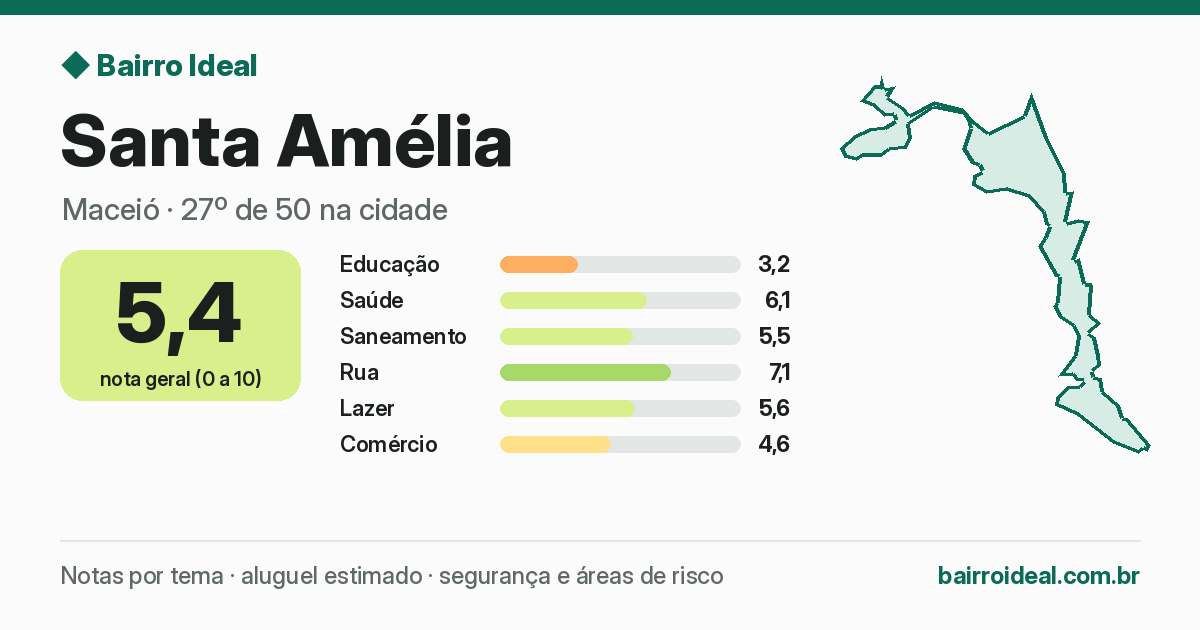 Bairro Ideal
Santa Amélia
Maceió · 27º de 50 na cidade
5,4
nota geral (0 a 10)
Educação 3,2
Saúde 6,1
Saneamento 5,5
Rua 7,1
Lazer 5,6
Comércio 4,6
Notas por tema · aluguel estimado · segurança e áreas de risco
bairroideal.com.br